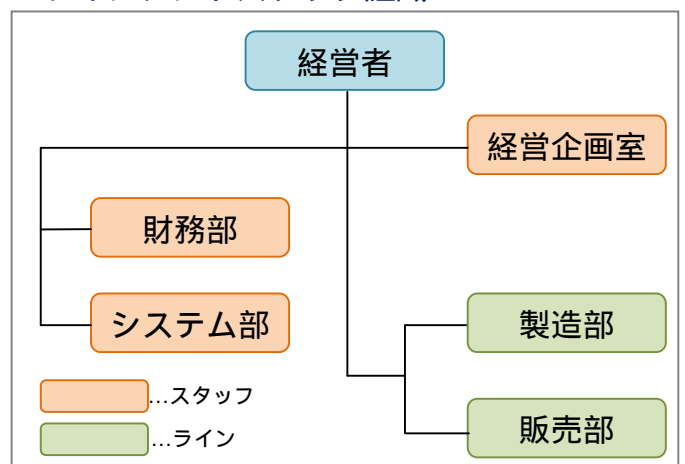 経営者
経営企画室
財務部
システム部
製造部
販売部
…スタッフ
…ライン